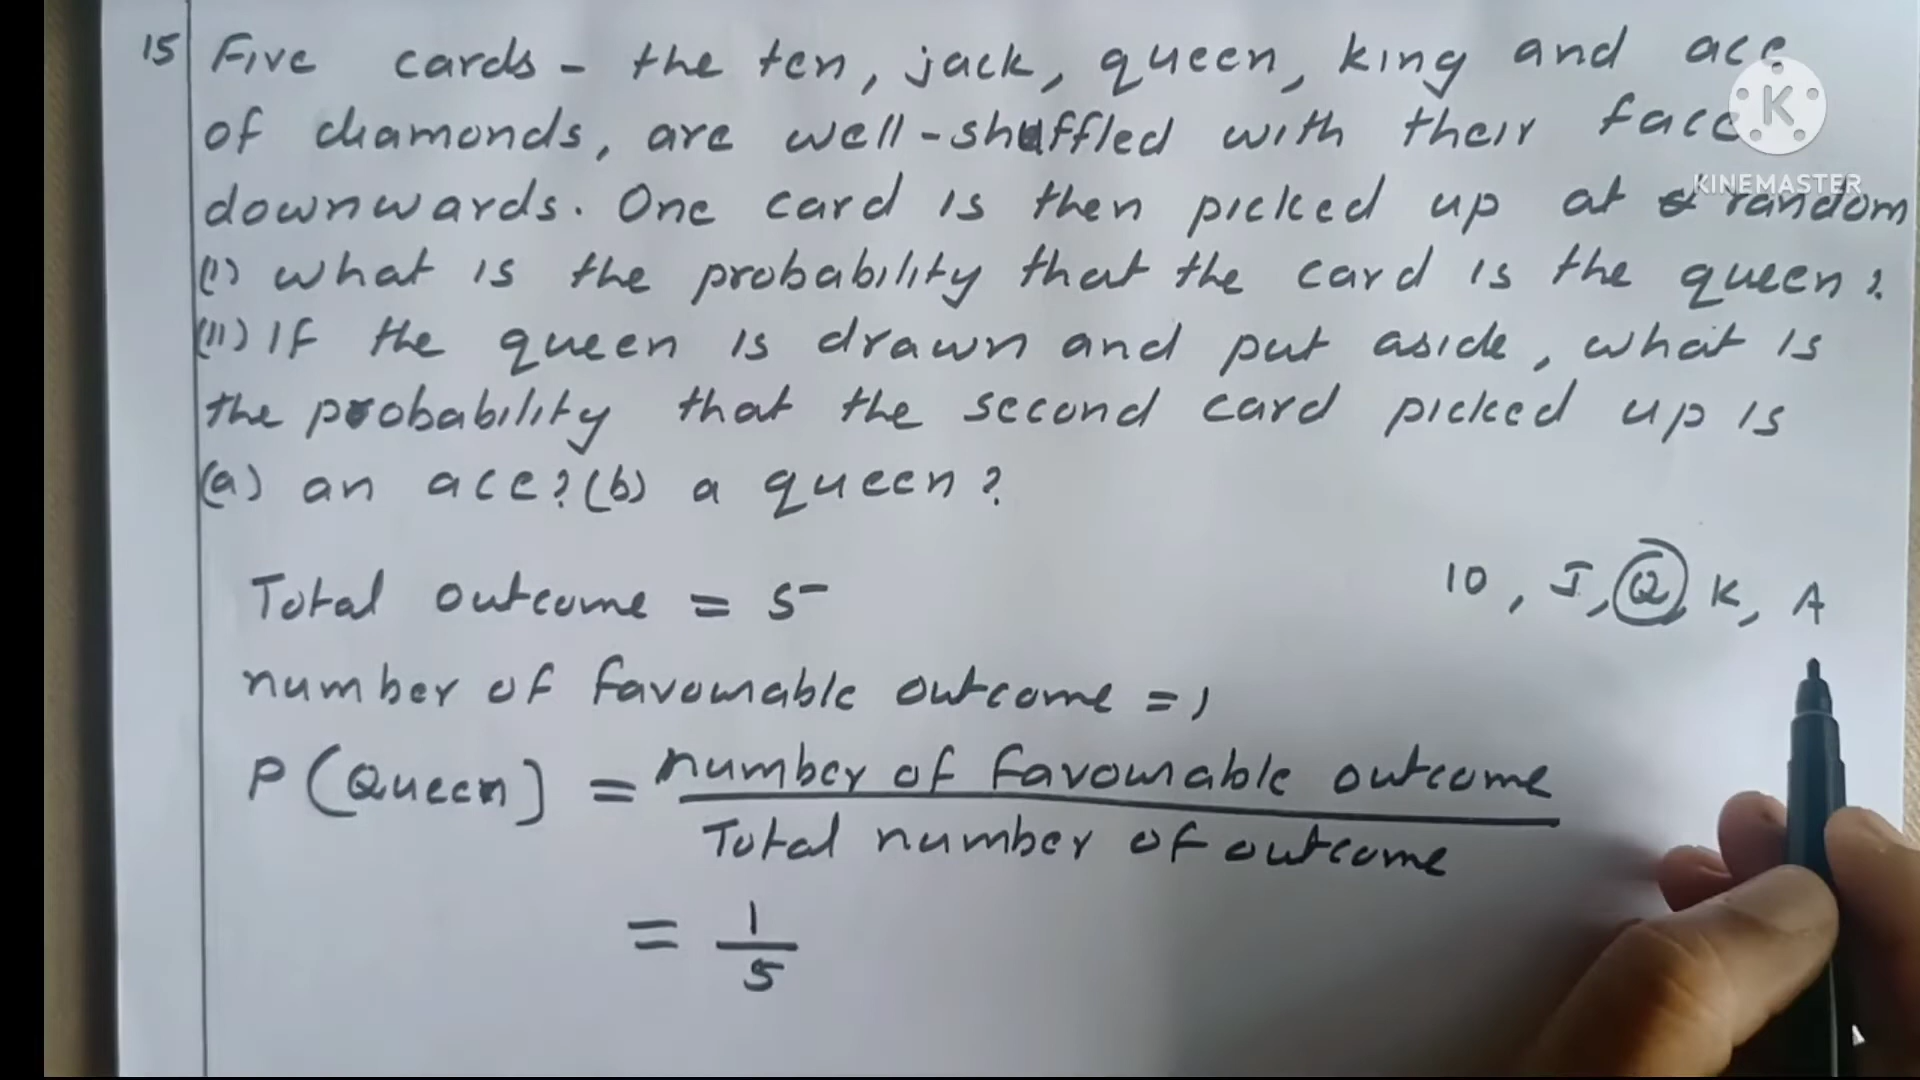 15 Five cards - the ten, jack, queen, king and ace
of diamonds, are well-shuffled with their face
downwards. One card is then picked up at random
(i) what is the probability that the card is the queen?
(ii) If the queen is drawn and put aside, what is
the probability that the second card picked up is
(a) an ace? (b) a queen?
10, J, Q K, A
Total outcome = 5
number of favourable outcome = 1
P (Queen) = number of favourable outcome
Total number of outcome
= 1
5
K
KINEMASTER